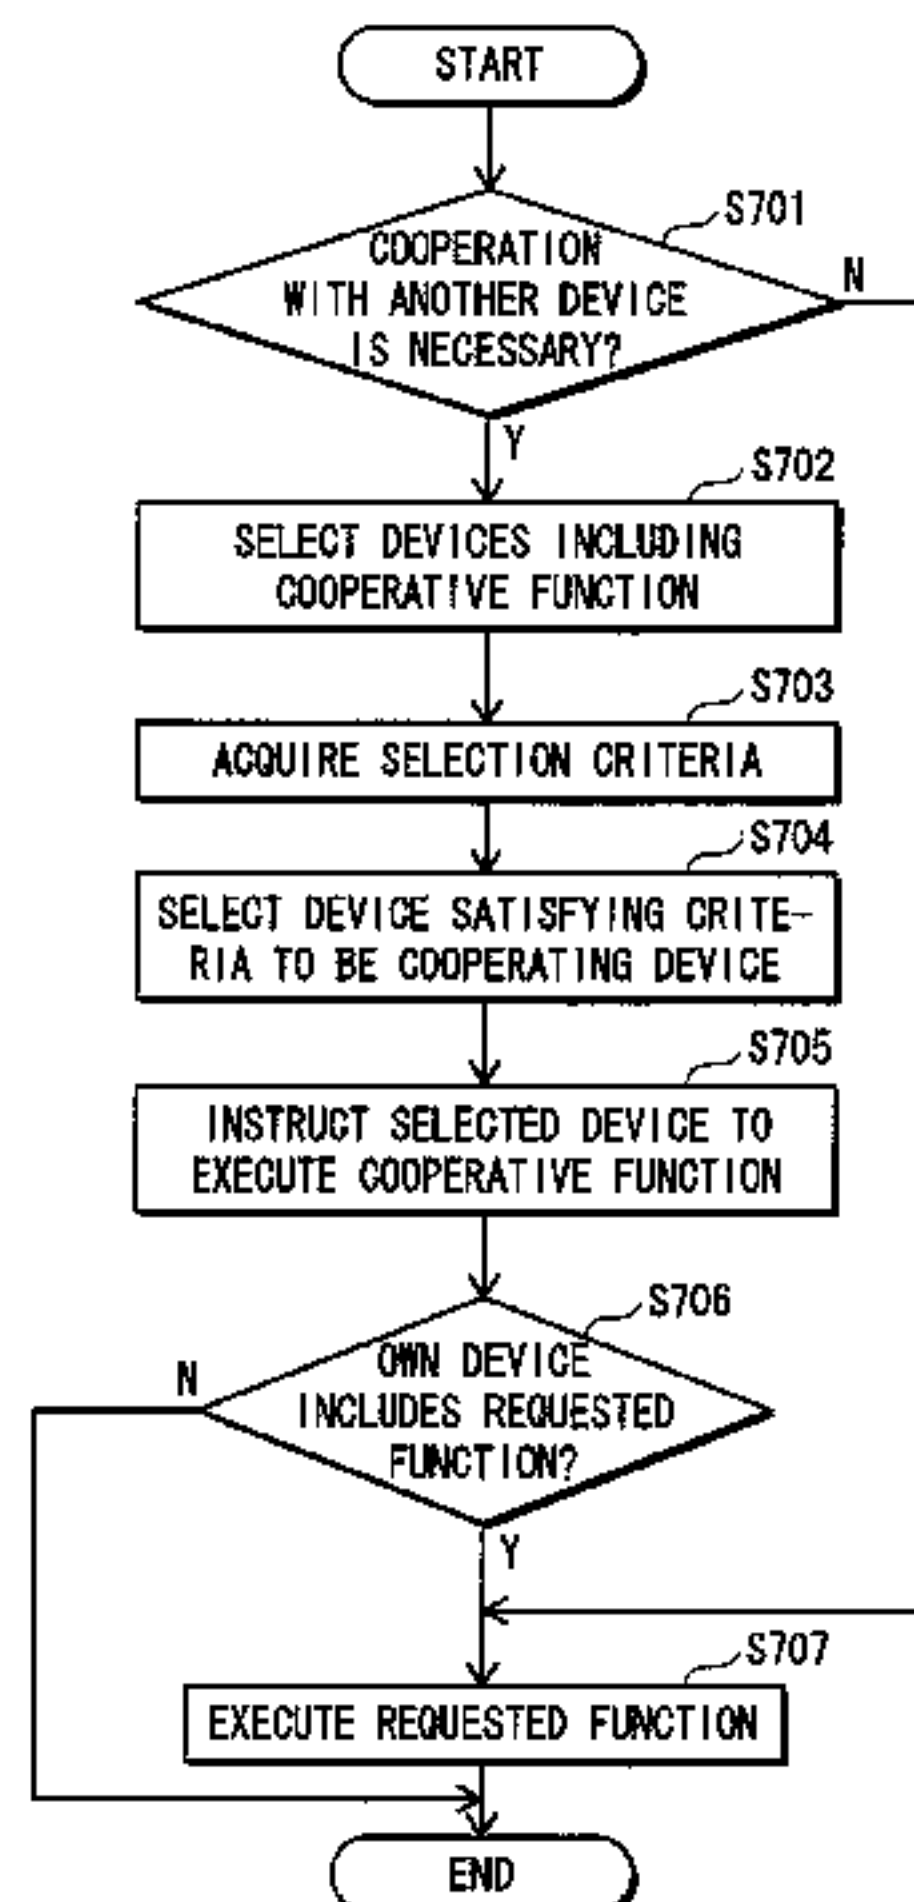 START
S701
COOPERATION
WITH ANOTHER DEVICE
IS NECESSARY?
N
Y
S702
SELECT DEVICES INCLUDING
COOPERATIVE FUNCTION
S703
ACQUIRE SELECTION CRITERIA
S704
SELECT DEVICE SATISFYING CRITE-
RIA TO BE COOPERATING DEVICE
S705
INSTRUCT SELECTED DEVICE TO
EXECUTE COOPERATIVE FUNCTION
S706
N
OWN DEVICE
INCLUDES REQUESTED
FUNCTION?
Y
S707
EXECUTE REQUESTED FUNCTION
END